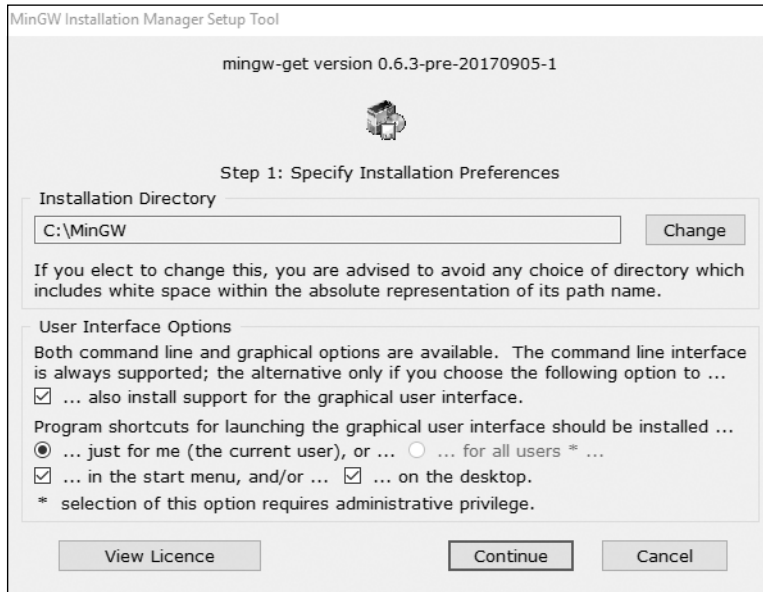 MinGW Installation Manager Setup Tool
mingw-get version 0.6.3-pre-20170905-1
Step 1: Specify Installation Preferences
Installation Directory
C:\MinGW Change
If you elect to change this, you are advised to avoid any choice of directory which
includes white space within the absolute representation of its path name.
User Interface Options
Both command line and graphical options are available. The command line interface
is always supported; the alternative only if you choose the following option to ...
... also install support for the graphical user interface.
Program shortcuts for launching the graphical user interface should be installed ...
... just for me (the current user), or ... ... for all users * ...
... in the start menu, and/or ... ... on the desktop.
* selection of this option requires administrative privilege.
View Licence Continue Cancel